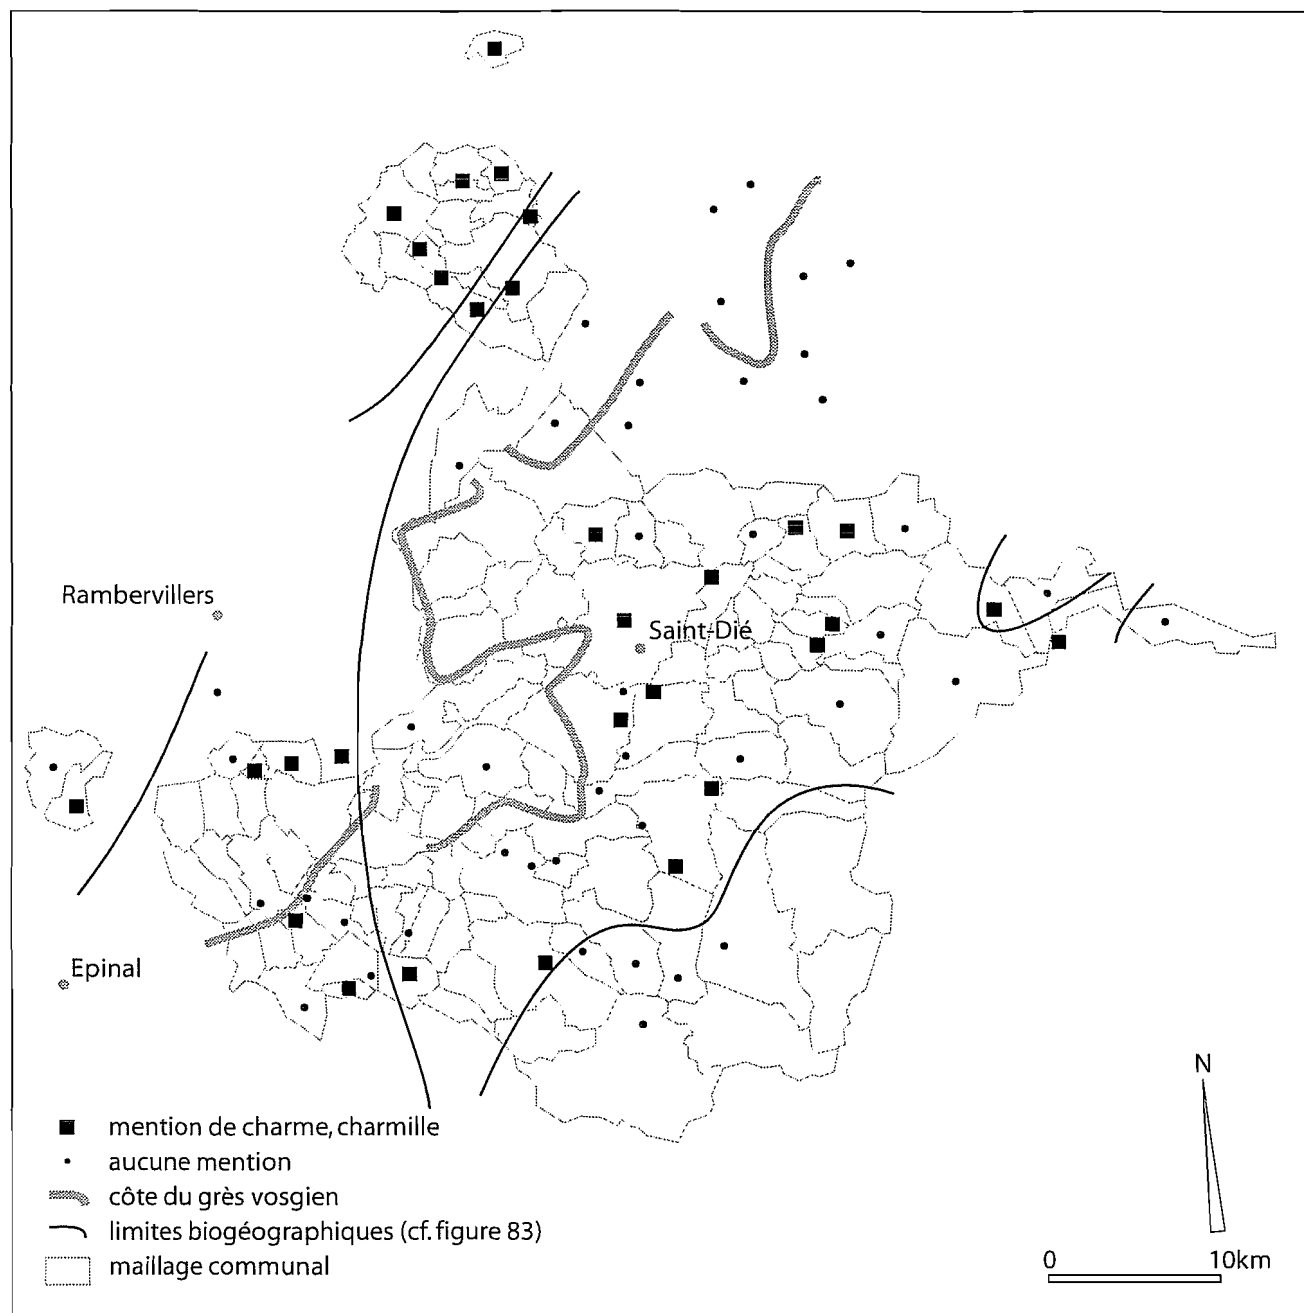 Rambervillers
Saint-Dié
Epinal
N
mention de charme, charmille
aucune mention
côte du grès vosgien
limites biogéographiques (cf. figure 83)
maillage communal
0 10km